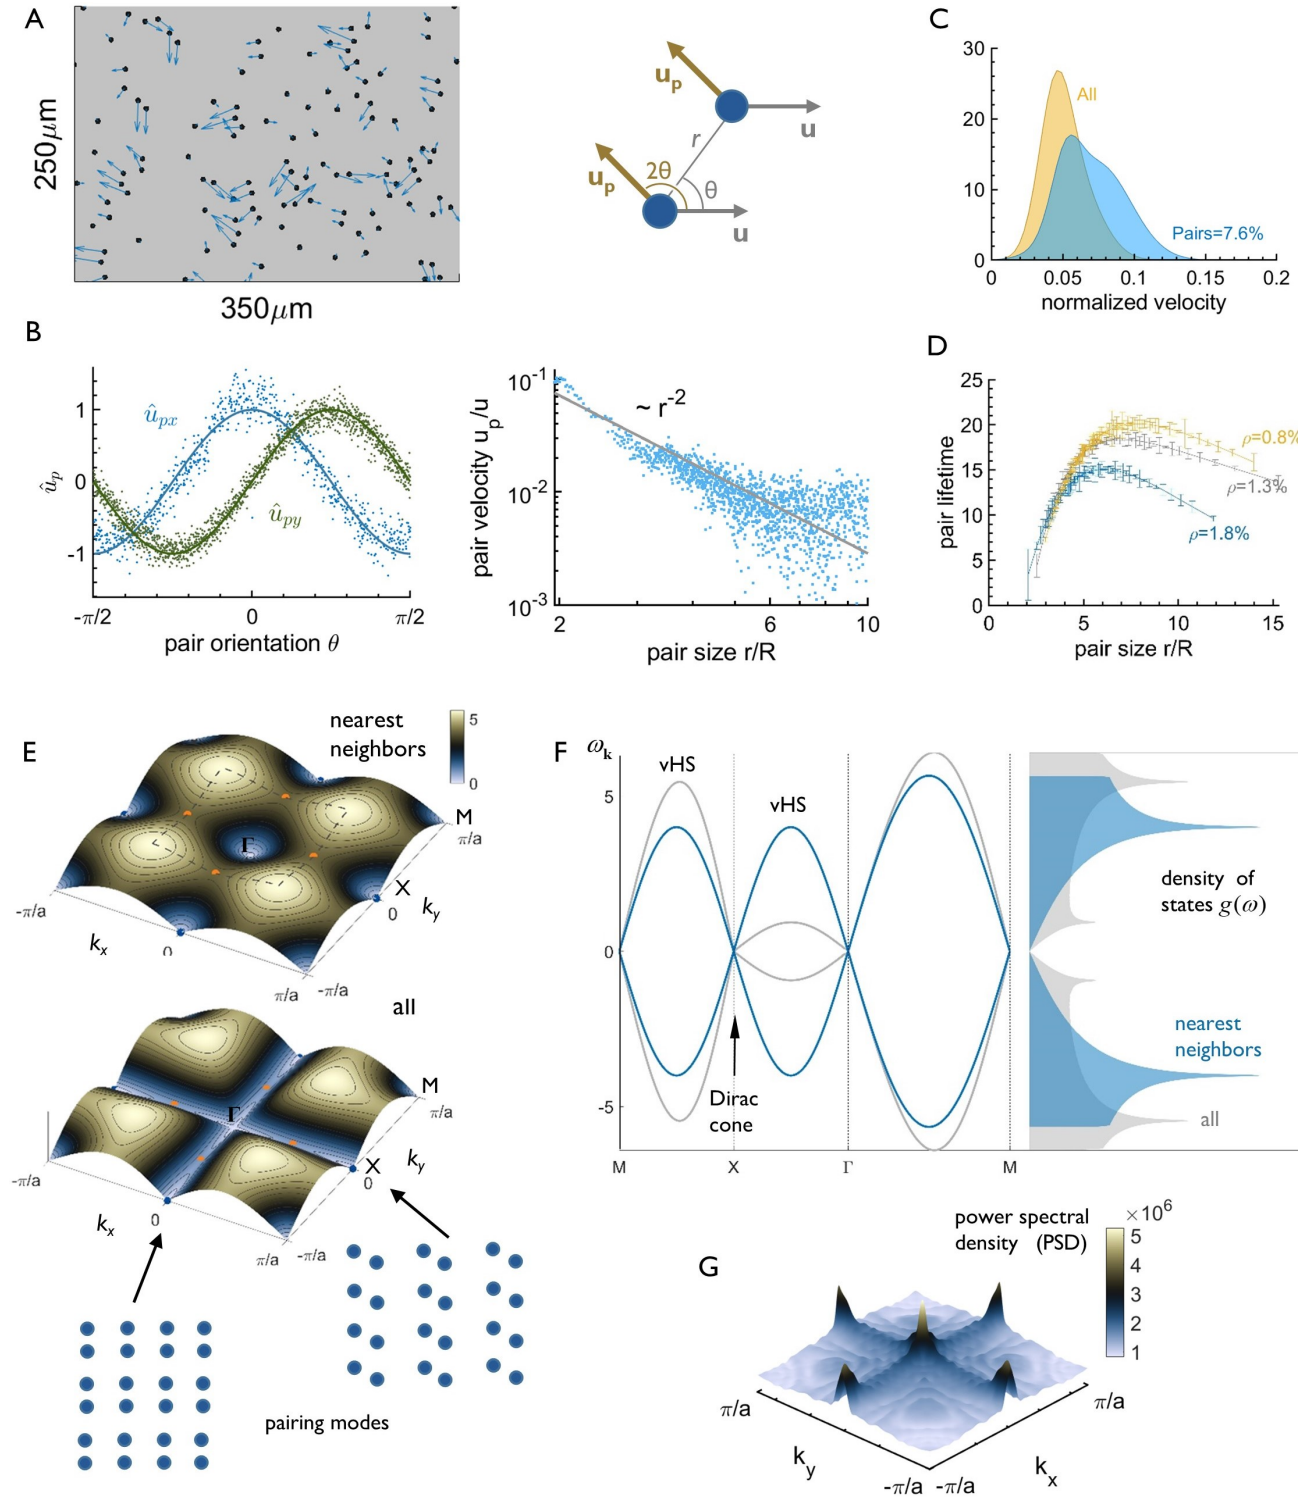 A
250μm
350μm
u_p
u
r
2θ
θ
u_p
u
C
30
20
10
0
All
Pairs=7.6%
0
0.05
0.1
0.15
0.2
normalized velocity
B
û_p
1
0
-1
û_px
û_py
-π/2
0
π/2
pair orientation θ
pair velocity u_p/u
10^-1
10^-2
10^-3
~ r^-2
2
6
10
pair size r/R
D
pair lifetime
25
20
15
10
5
0
ρ=0.8%
ρ=1.3%
ρ=1.8%
0
5
10
15
pair size r/R
E
nearest
neighbors
5
0
Γ
M
π/a
X
0
k_y
-π/a
k_x
0
π/a
-π/a
all
Γ
M
π/a
X
0
k_y
-π/a
k_x
0
π/a
-π/a
pairing modes
F
ω_k
5
0
-5
vHS
vHS
Dirac
cone
M
X
Γ
M
density of
states g(ω)
nearest
neighbors
all
G
power spectral
density (PSD)
×10^6
5
4
3
2
1
π/a
k_y
-π/a
-π/a
k_x
π/a